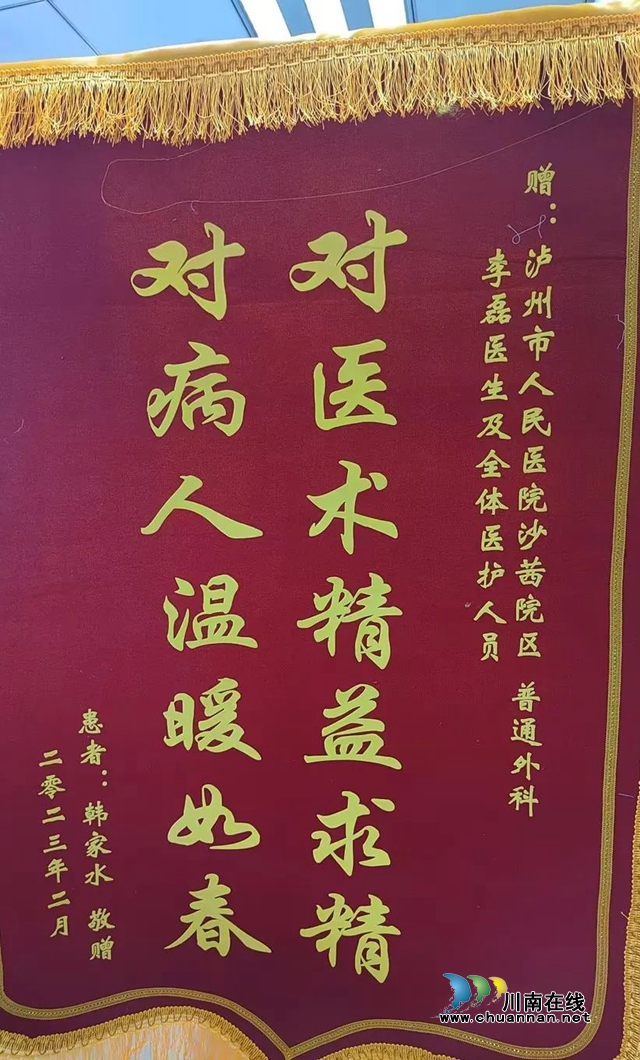 赠：泸州市人民医院沙茜院区 普通外科
李磊医生及全体医护人员
对医术精益求精
对病人温暖如春
患者：韩家水 敬赠
二零二三年二月
川南在线
www.chuannan.net